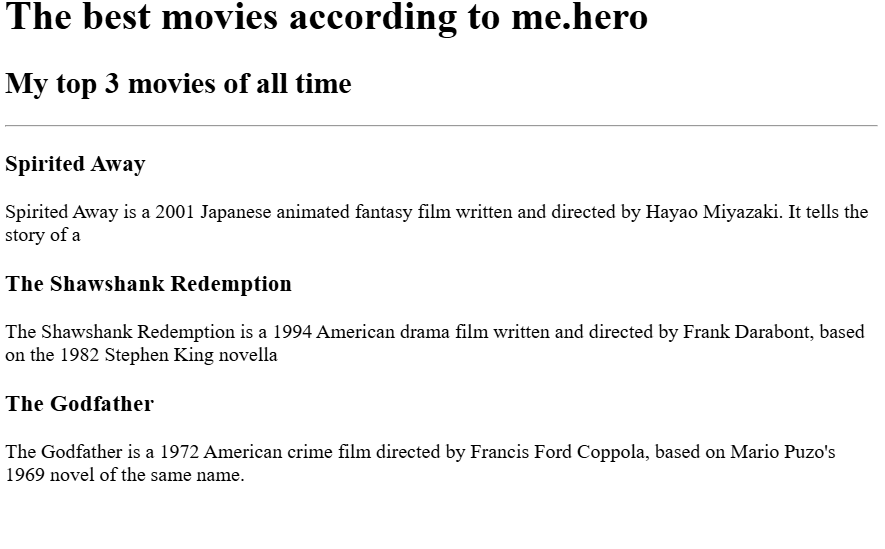 The best movies according to me.hero
My top 3 movies of all time
Spirited Away
Spirited Away is a 2001 Japanese animated fantasy film written and directed by Hayao Miyazaki. It tells the
story of a
The Shawshank Redemption
The Shawshank Redemption is a 1994 American drama film written and directed by Frank Darabont, based
on the 1982 Stephen King novella
The Godfather
The Godfather is a 1972 American crime film directed by Francis Ford Coppola, based on Mario Puzo's
1969 novel of the same name.